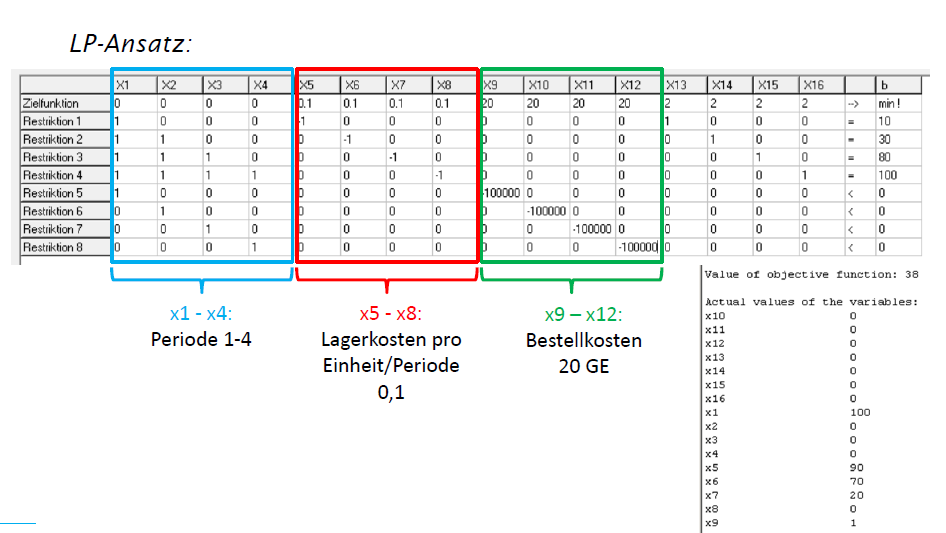 LP-Ansatz:
X1 X2 X3 X4 X5 X6 X7 X8 X9 X10 X11 X12 X13 X14 X15 X16 b
Zielfunktion 0 0 0 0 0.1 0.1 0.1 0.1 20 20 20 20 2 2 2 2 --> min !
Restriktion 1 1 0 0 0 -1 0 0 0 0 0 0 0 1 0 0 0 = 10
Restriktion 2 1 1 0 0 0 -1 0 0 0 0 0 0 0 1 0 0 = 30
Restriktion 3 1 1 1 0 0 0 -1 0 0 0 0 0 0 0 1 0 = 80
Restriktion 4 1 1 1 1 0 0 0 -1 0 0 0 0 0 0 0 1 = 100
Restriktion 5 1 0 0 0 0 0 0 0 -100000 0 0 0 0 0 0 0 < 0
Restriktion 6 0 1 0 0 0 0 0 0 0 -100000 0 0 0 0 0 0 < 0
Restriktion 7 0 0 1 0 0 0 0 0 0 0 -100000 0 0 0 0 0 < 0
Restriktion 8 0 0 0 1 0 0 0 0 0 0 0 -100000 0 0 0 0 < 0
x1 - x4:
Periode 1-4
x5 - x8:
Lagerkosten pro
Einheit/Periode
0,1
x9 – x12:
Bestellkosten
20 GE
Value of objective function: 38
Actual values of the variables:
x10 0
x11 0
x12 0
x13 0
x14 0
x15 0
x16 0
x1 100
x2 0
x3 0
x4 0
x5 90
x6 70
x7 20
x8 0
x9 1